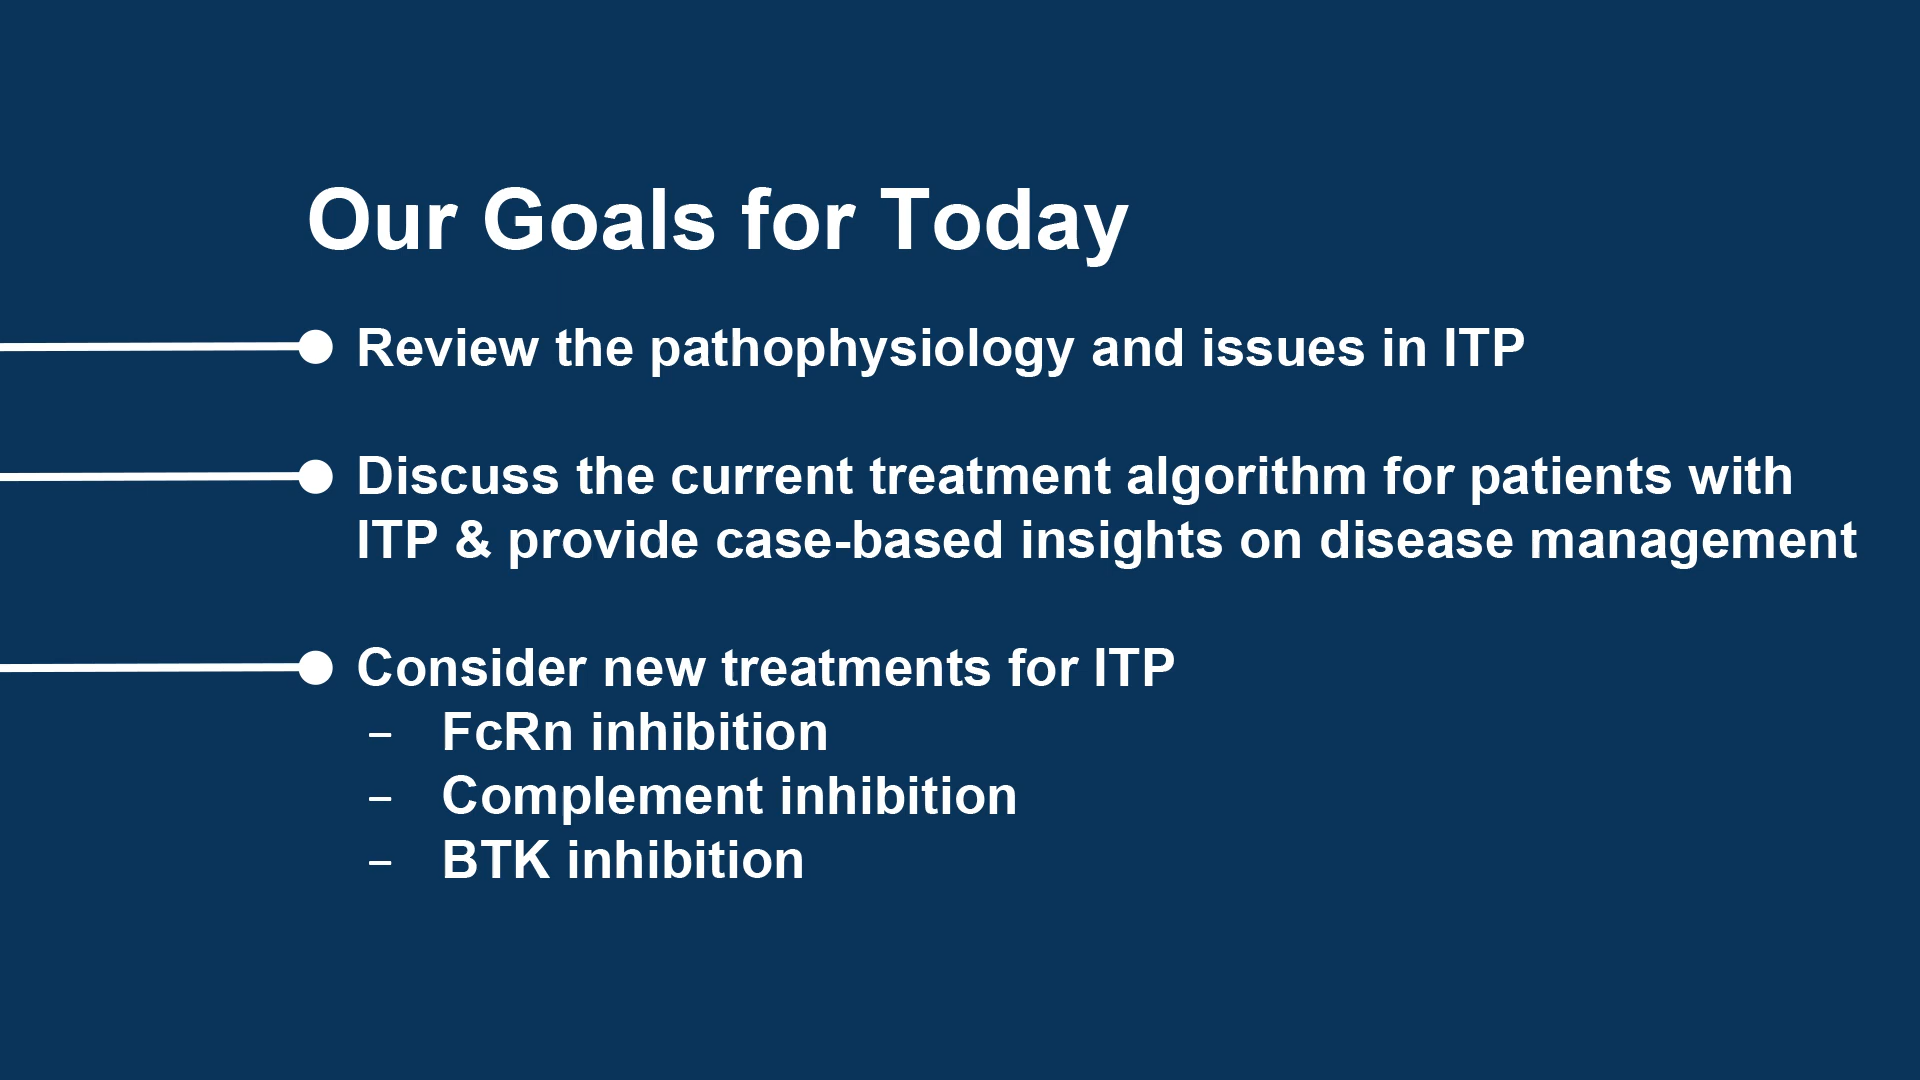 Our Goals for Today
Review the pathophysiology and issues in ITP
Discuss the current treatment algorithm for patients with
ITP & provide case-based insights on disease management
Consider new treatments for ITP
– FcRn inhibition
– Complement inhibition
– BTK inhibition